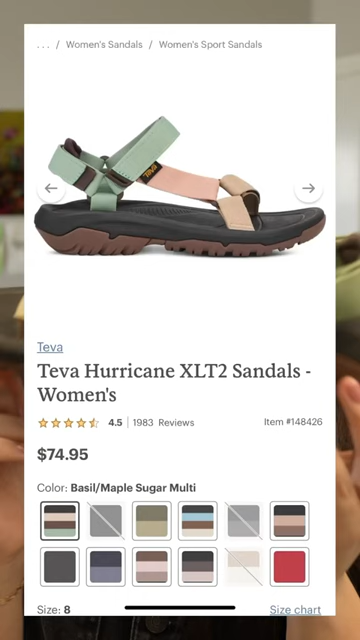 ... / Women's Sandals / Women's Sport Sandals
Teva
Teva
Teva Hurricane XLT2 Sandals -
Women's
4.5 | 1983 Reviews Item #148426
$74.95
Color: Basil/Maple Sugar Multi
Size: 8 Size chart